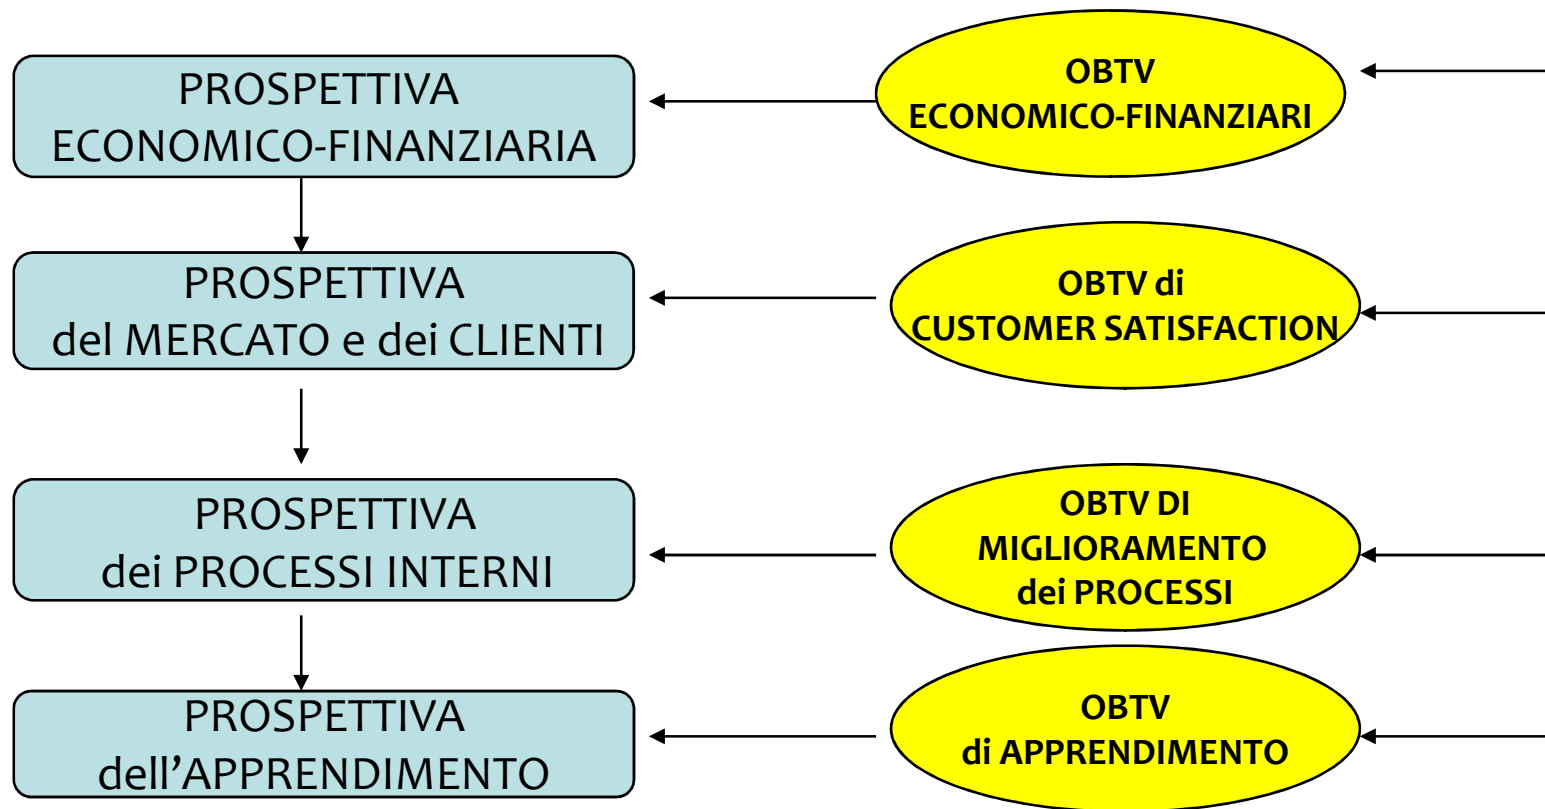 PROSPETTIVA
ECONOMICO-FINANZIARIA
OBTV
ECONOMICO-FINANZIARI
PROSPETTIVA
del MERCATO e dei CLIENTI
OBTV di
CUSTOMER SATISFACTION
PROSPETTIVA
dei PROCESSI INTERNI
OBTV DI
MIGLIORAMENTO
dei PROCESSI
PROSPETTIVA
dell’APPRENDIMENTO
OBTV
di APPRENDIMENTO